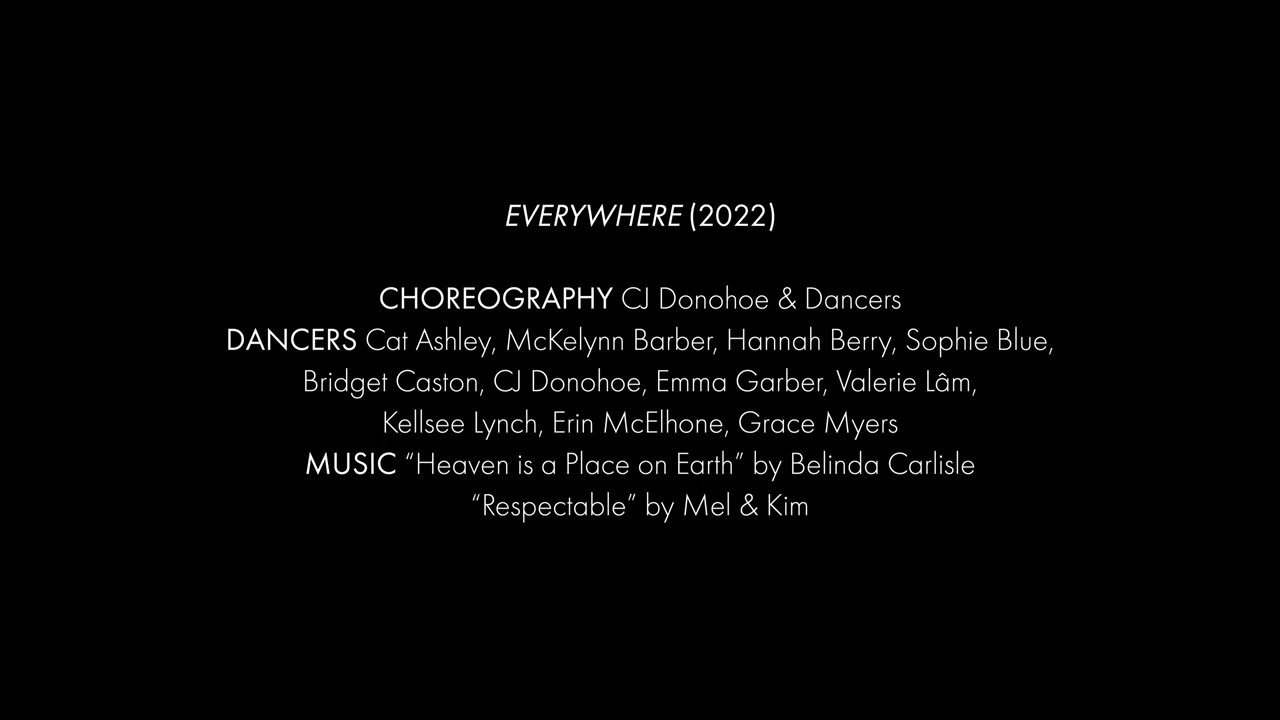 EVERYWHERE (2022)
CHOREOGRAPHY CJ Donohoe & Dancers
DANCERS Cat Ashley, McKelynn Barber, Hannah Berry, Sophie Blue,
Bridget Caston, CJ Donohoe, Emma Garber, Valerie Lâm,
Kellsee Lynch, Erin McElhone, Grace Myers
MUSIC “Heaven is a Place on Earth” by Belinda Carlisle
“Respectable” by Mel & Kim